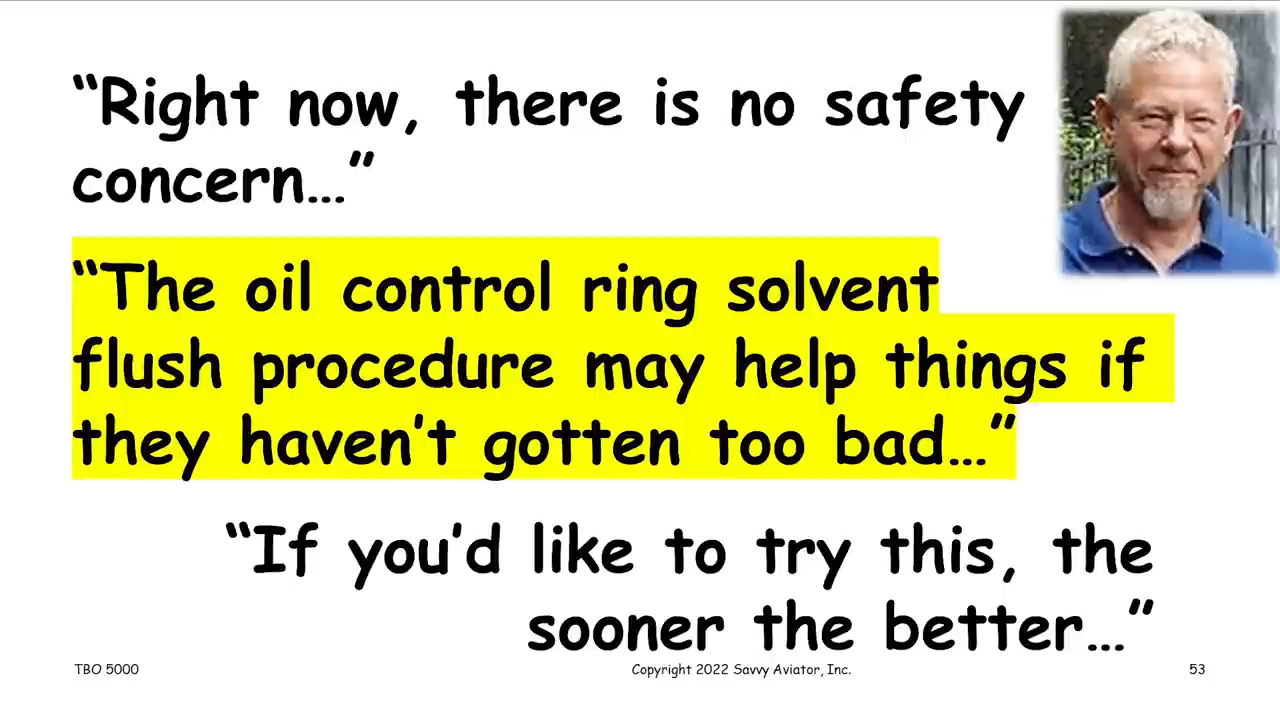 “Right now, there is no safety
concern…”
“The oil control ring solvent
flush procedure may help things if
they haven’t gotten too bad…”
“If you’d like to try this, the
sooner the better…”
TBO 5000
Copyright 2022 Savvy Aviator, Inc.
53